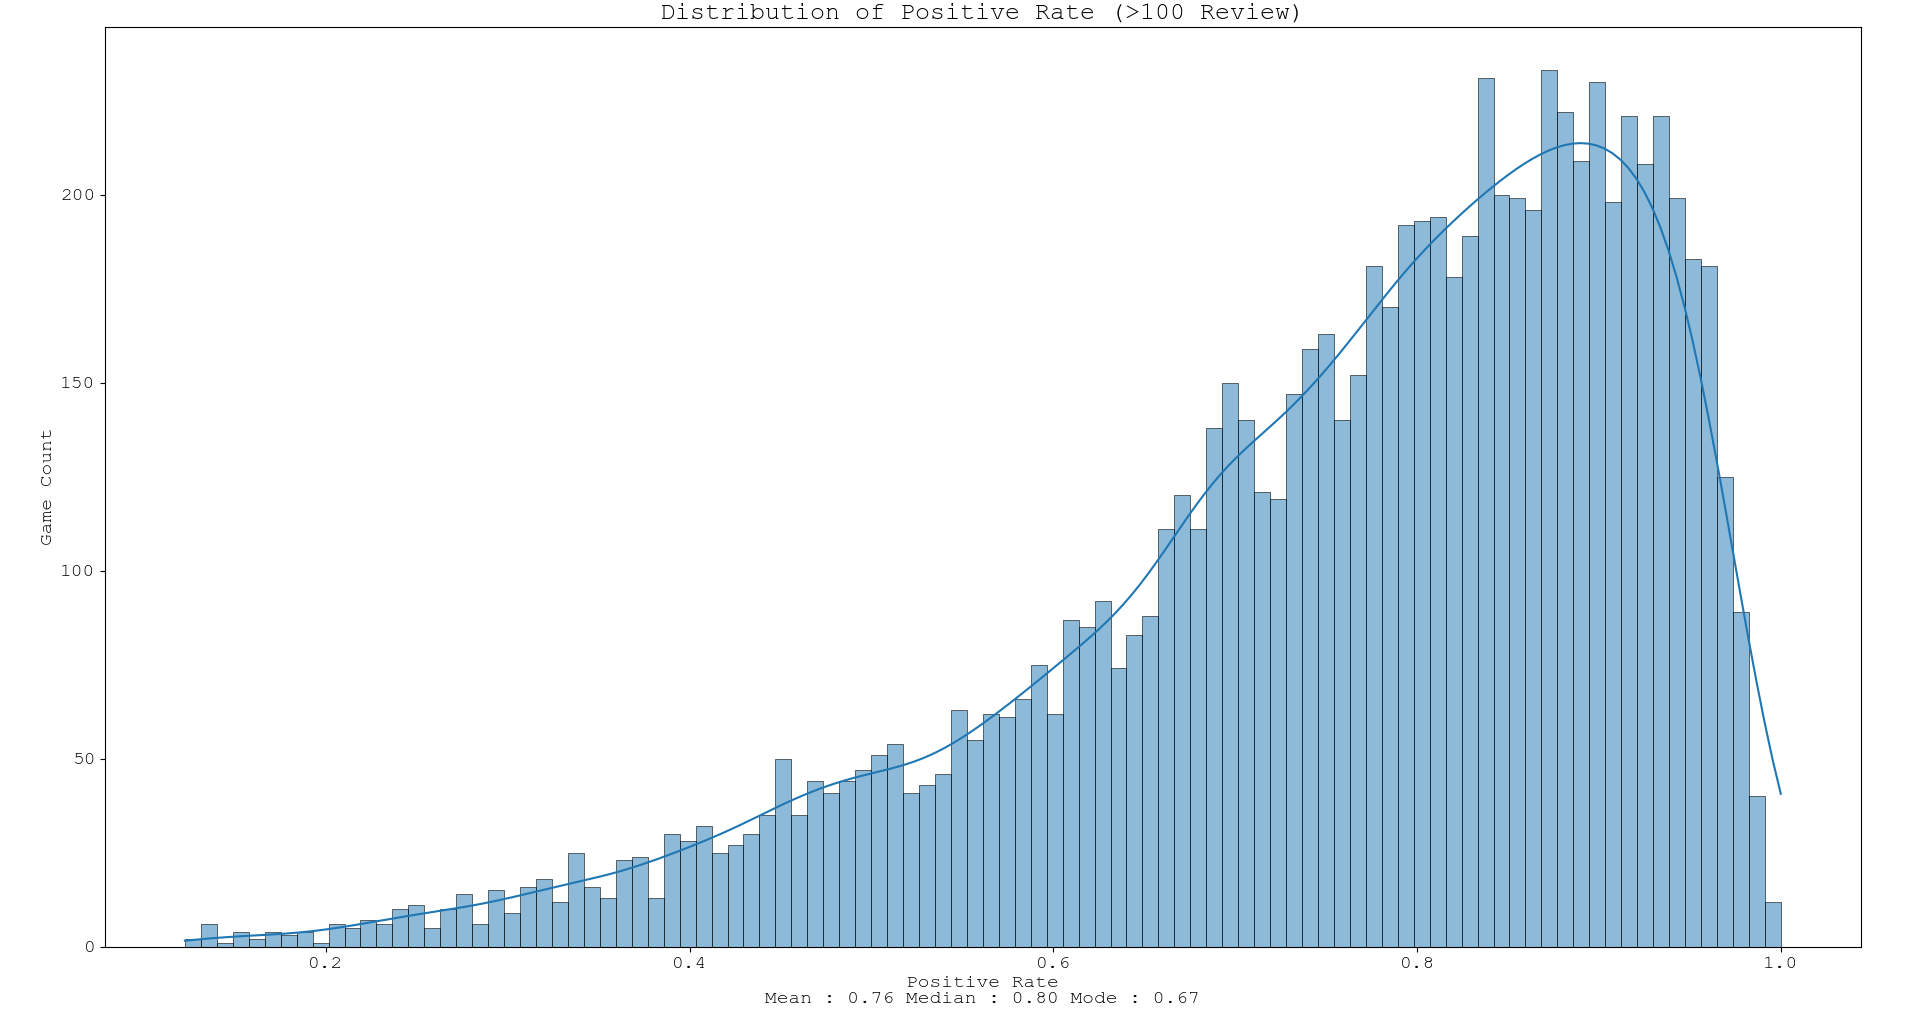 Distribution of Positive Rate (>100 Review)
200
150
100
50
0
Game Count
0.2 0.4 0.6 0.8 1.0
Positive Rate
Mean : 0.76 Median : 0.80 Mode : 0.67